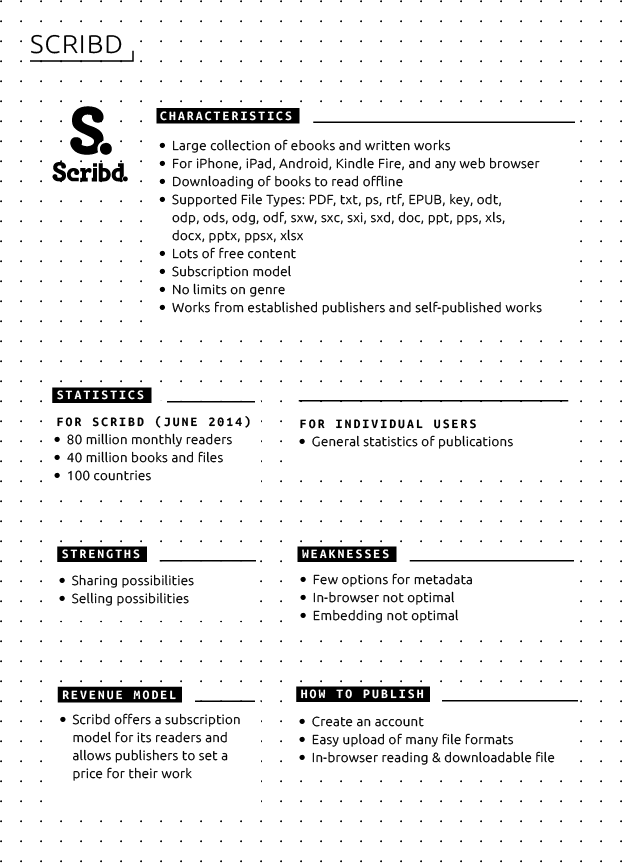 SCRIBD
S.
Scribd.
CHARACTERISTICS
• Large collection of ebooks and written works
• For iPhone, iPad, Android, Kindle Fire, and any web browser
• Downloading of books to read offline
• Supported File Types: PDF, txt, ps, rtf, EPUB, key, odt,
odp, ods, odg, odf, sxw, sxc, sxi, sxd, doc, ppt, pps, xls,
docx, pptx, ppsx, xlsx
• Lots of free content
• Subscription model
• No limits on genre
• Works from established publishers and self-published works
STATISTICS
FOR SCRIBD (JUNE 2014)
• 80 million monthly readers
• 40 million books and files
• 100 countries
FOR INDIVIDUAL USERS
• General statistics of publications
STRENGTHS
• Sharing possibilities
• Selling possibilities
WEAKNESSES
• Few options for metadata
• In-browser not optimal
• Embedding not optimal
REVENUE MODEL
• Scribd offers a subscription
model for its readers and
allows publishers to set a
price for their work
HOW TO PUBLISH
• Create an account
• Easy upload of many file formats
• In-browser reading & downloadable file